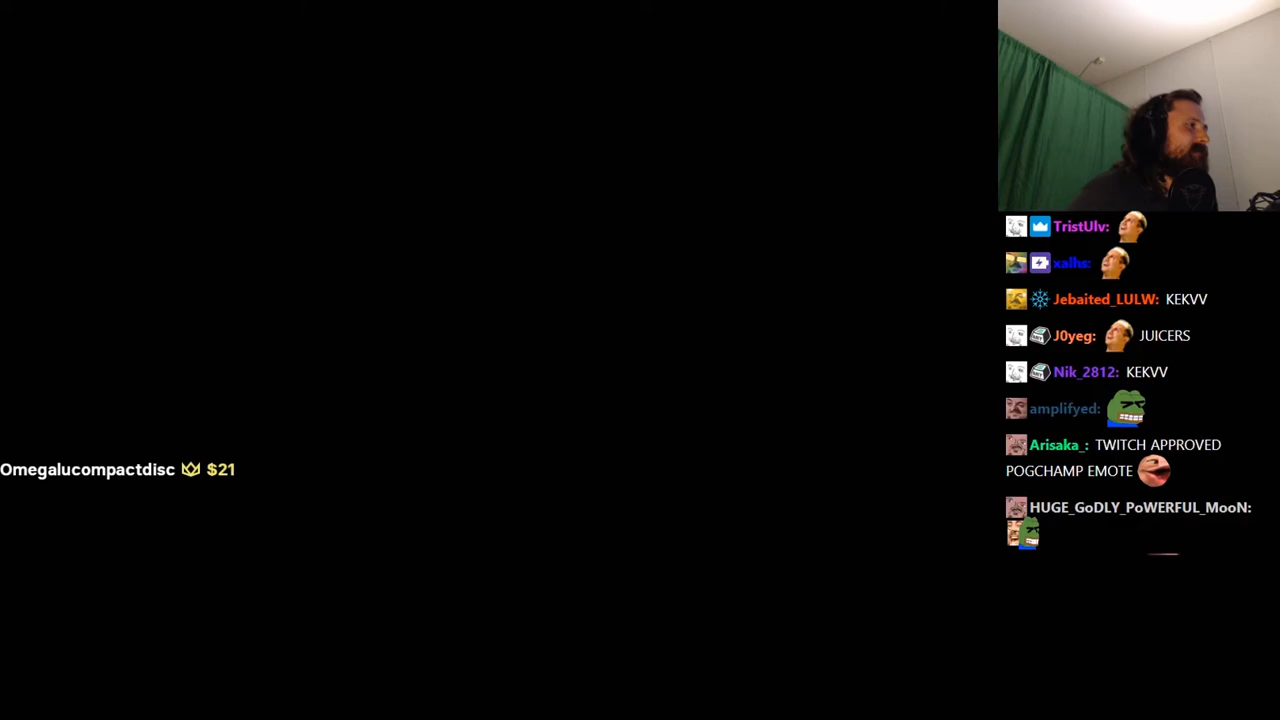 TristUlv:
xalhs:
Jebaited_LULW: KEKVV
J0yeg: JUICERS
Nik_2812: KEKVV
amplifyed:
Arisaka_: TWITCH APPROVED
POGCHAMP EMOTE
HUGE_GoDLY_PoWERFUL_MooN:
Omegalucompactdisc $21